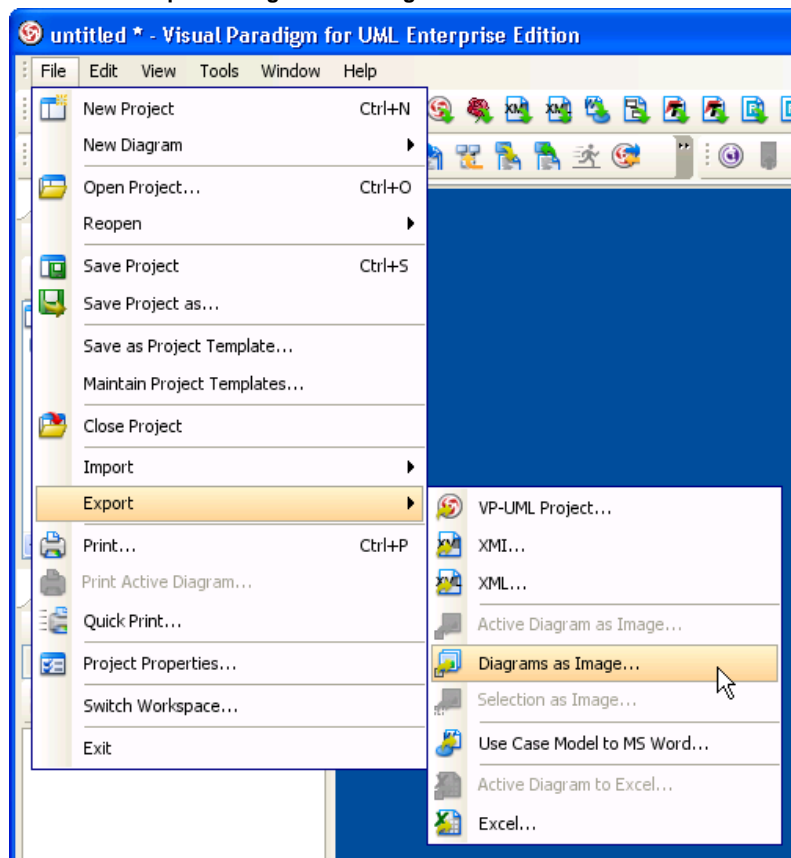 untitled * - Visual Paradigm for UML Enterprise Edition
File Edit View Tools Window Help
New Project Ctrl+N
New Diagram
Open Project... Ctrl+O
Reopen
Save Project Ctrl+S
Save Project as...
Save as Project Template...
Maintain Project Templates...
Close Project
Import
Export
Print... Ctrl+P
Print Active Diagram...
Quick Print...
Project Properties...
Switch Workspace...
Exit
VP-UML Project...
XMI...
XML...
Active Diagram as Image...
Diagrams as Image...
Selection as Image...
Use Case Model to MS Word...
Active Diagram to Excel...
Excel...